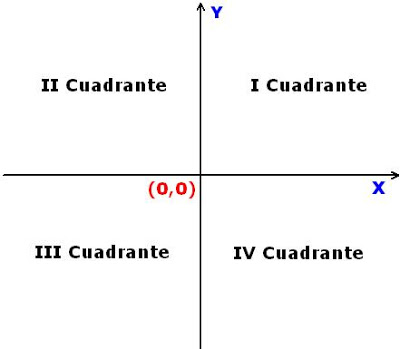 Y
II Cuadrante
I Cuadrante
(0,0)
X
III Cuadrante
IV Cuadrante